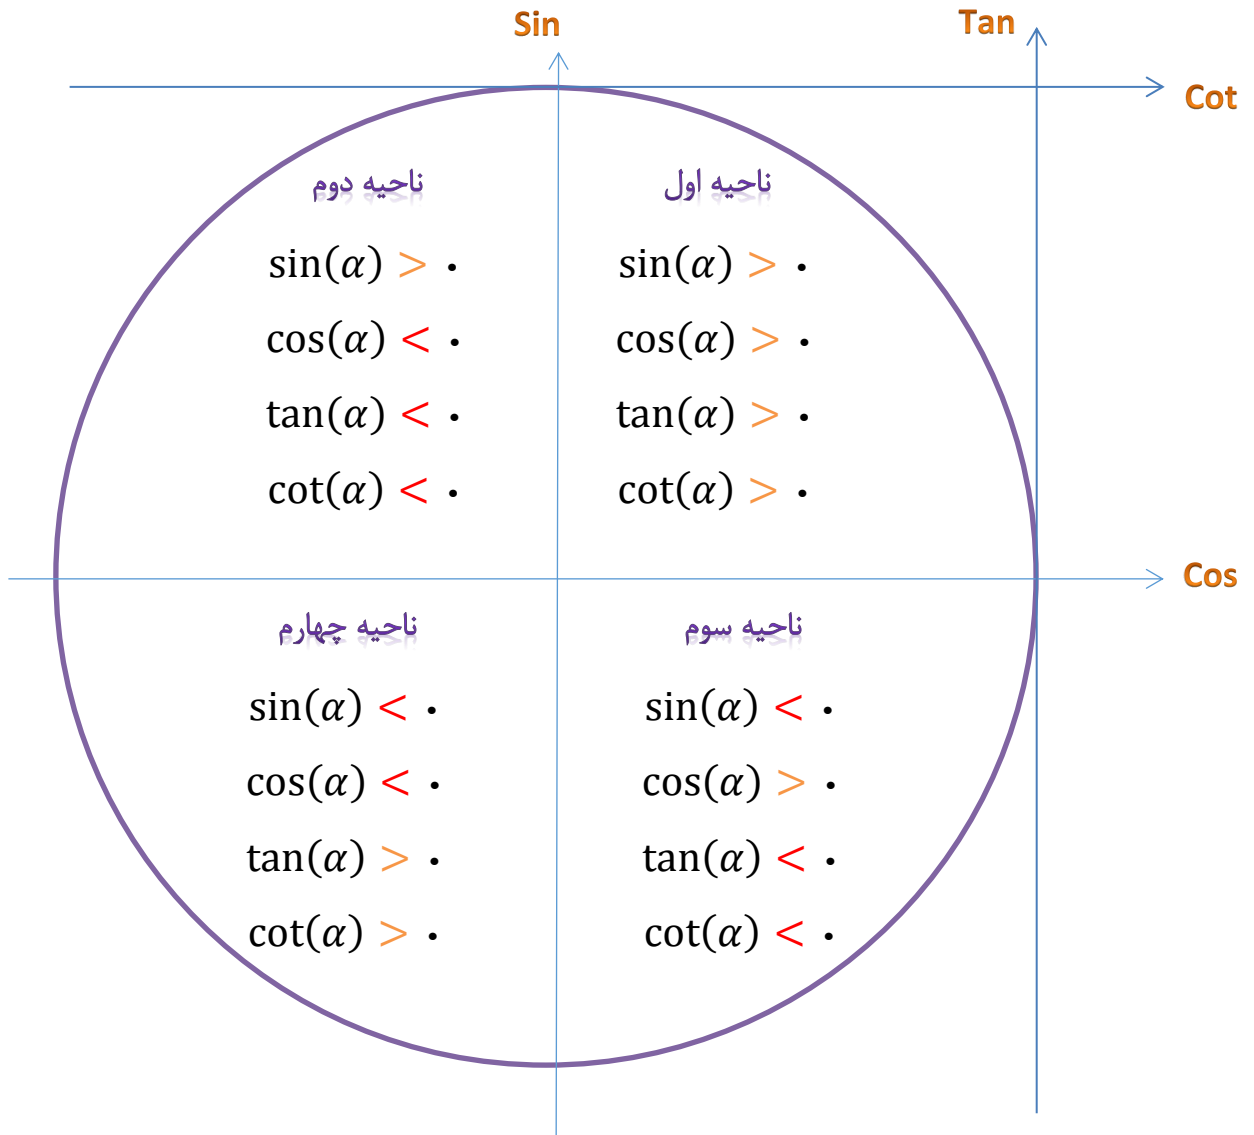 Sin
Tan
Cot
ناحیه اول
sin(α) > ۰
cos(α) > ۰
tan(α) > ۰
cot(α) > ۰
ناحیه دوم
sin(α) > ۰
cos(α) < ۰
tan(α) < ۰
cot(α) < ۰
Cos
ناحیه سوم
sin(α) < ۰
cos(α) > ۰
tan(α) < ۰
cot(α) < ۰
ناحیه چهارم
sin(α) < ۰
cos(α) < ۰
tan(α) > ۰
cot(α) > ۰